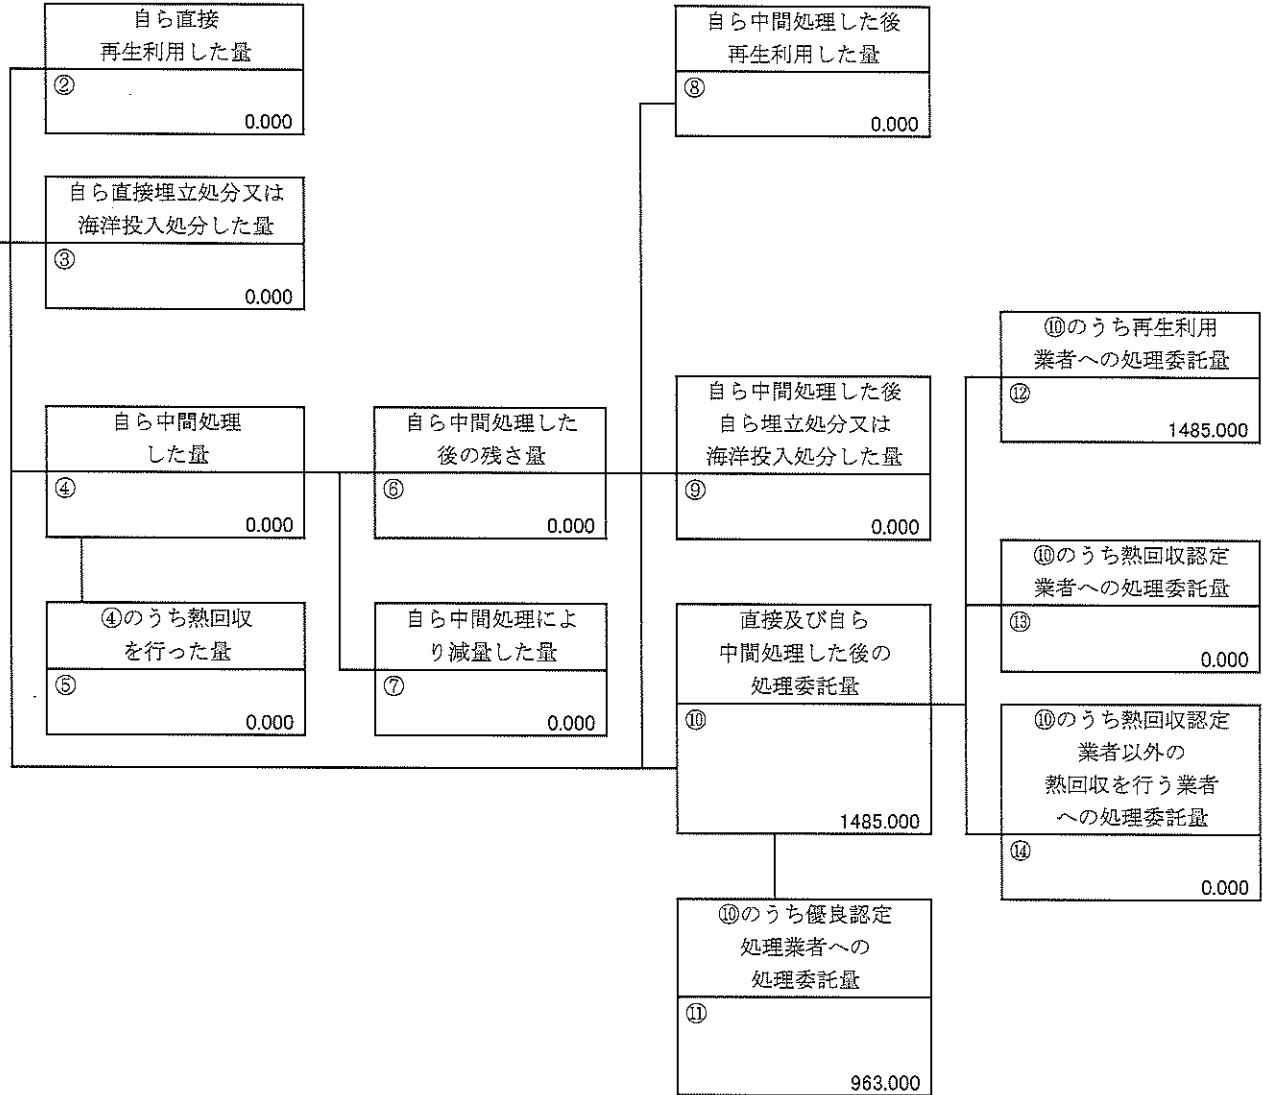 自ら直接
再生利用した量
②
0.000
自ら直接埋立処分又は
海洋投入処分した量
③
0.000
自ら中間処理
した量
④
0.000
④のうち熱回収
を行った量
⑤
0.000
自ら中間処理した
後の残さ量
⑥
0.000
自ら中間処理によ
り減量した量
⑦
0.000
自ら中間処理した後
再生利用した量
⑧
0.000
自ら中間処理した後
自ら埋立処分又は
海洋投入処分した量
⑨
0.000
直接及び自ら
中間処理した後の
処理委託量
⑩
1485.000
⑩のうち優良認定
処理業者への
処理委託量
⑪
963.000
⑩のうち再生利用
業者への処理委託量
⑫
1485.000
⑩のうち熱回収認定
業者への処理委託量
⑬
0.000
⑩のうち熱回収認定
業者以外の
熱回収を行う業者
への処理委託量
⑭
0.000